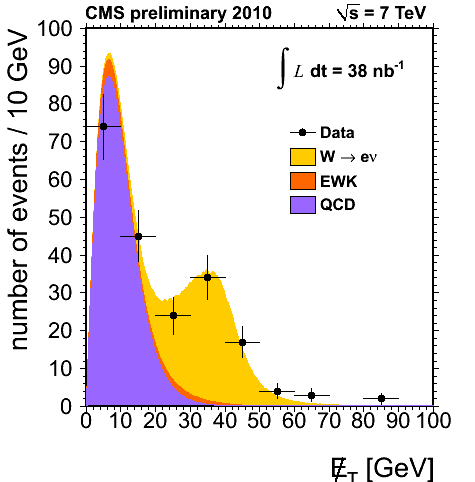 CMS preliminary 2010 √s = 7 TeV
∫ L dt = 38 nb⁻¹
Data
W → eν
EWK
QCD
number of events / 10 GeV
100
90
80
70
60
50
40
30
20
10
0
0 10 20 30 40 50 60 70 80 90 100
E̸_T [GeV]